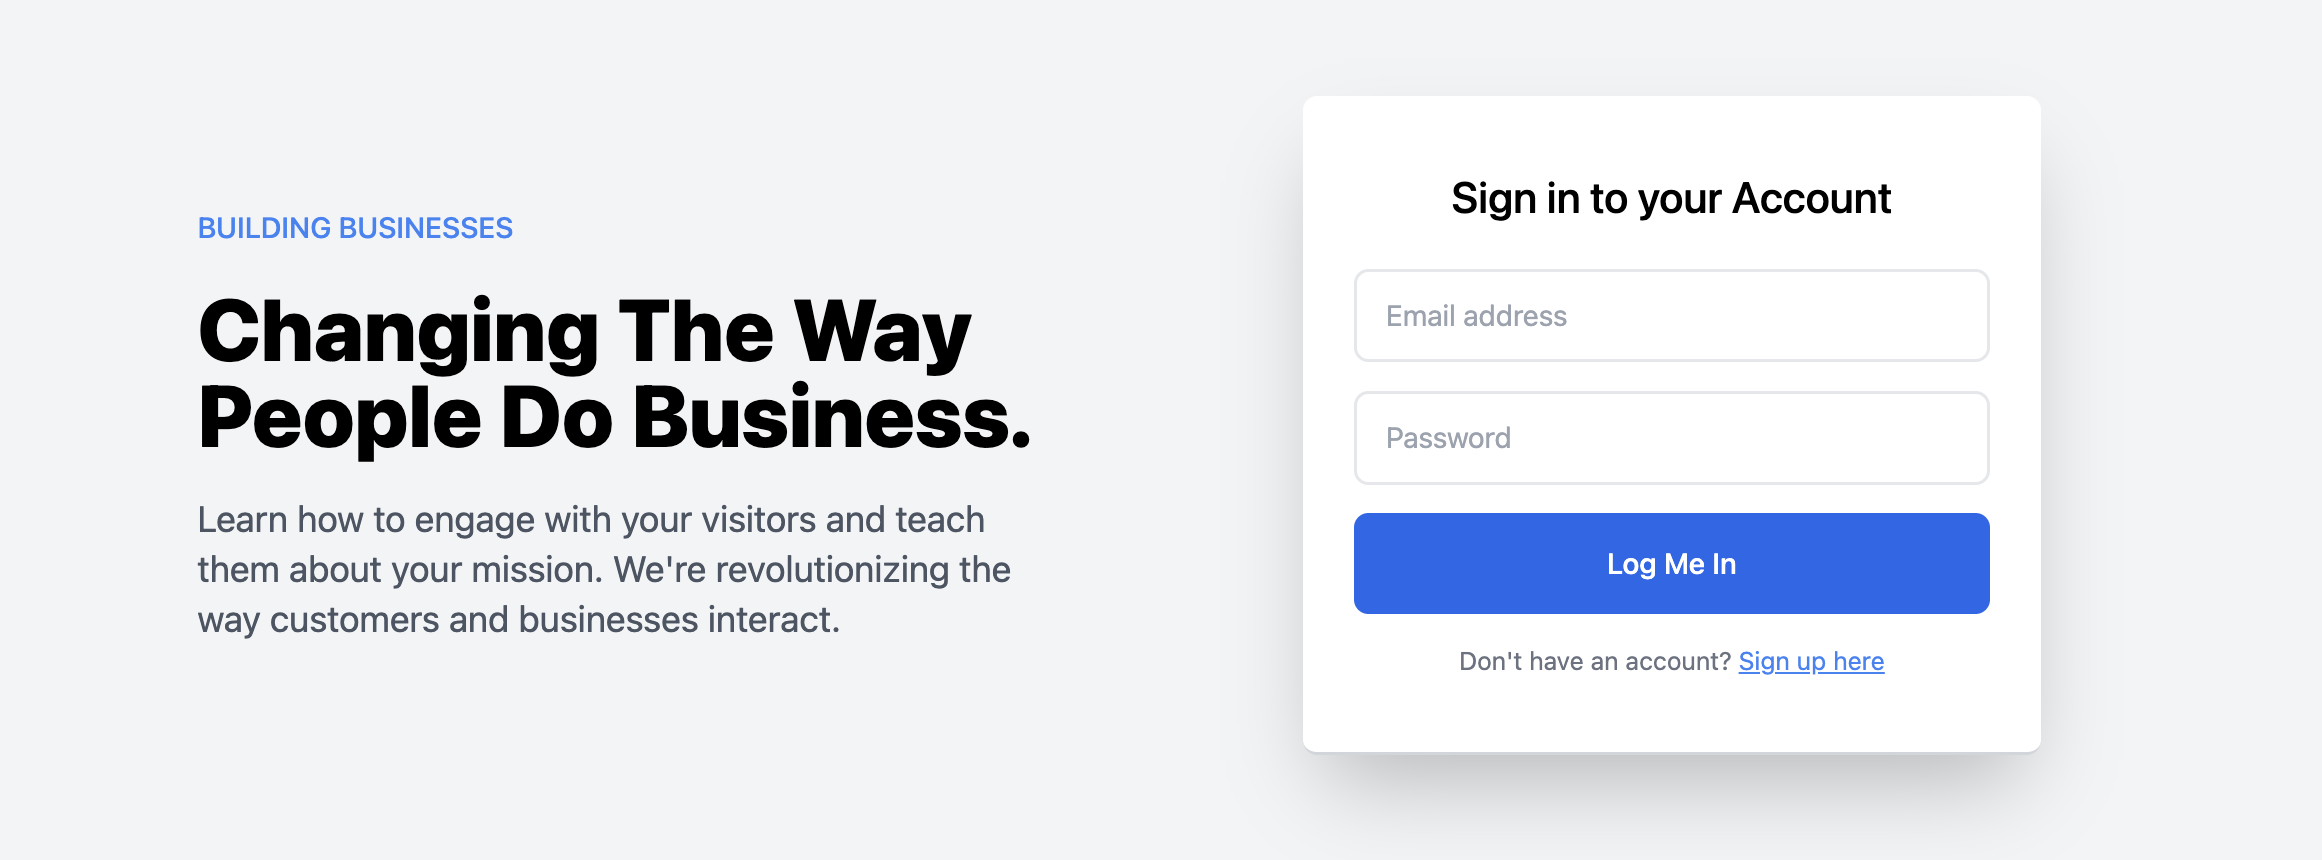 BUILDING BUSINESSES
Changing The Way
People Do Business.
Learn how to engage with your visitors and teach
them about your mission. We're revolutionizing the
way customers and businesses interact.
Sign in to your Account
Email address
Password
Log Me In
Don't have an account? Sign up here